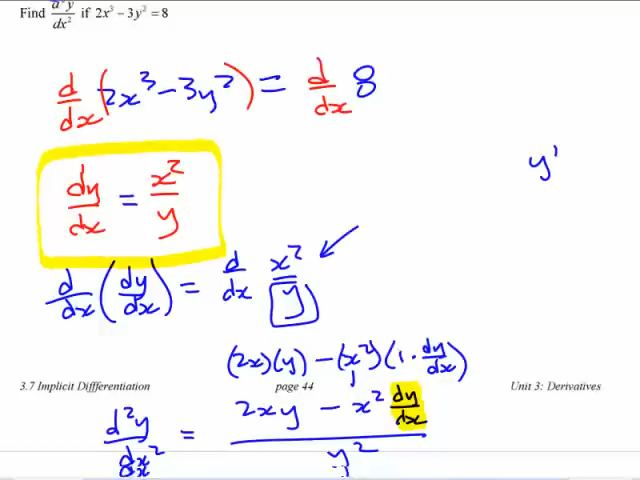 Find d²y/dx² if 2x³ − 3y² = 8
d/dx (2x³ − 3y²) = d/dx 8
y'
dy/dx = x²/y
d/dx (dy/dx) = d/dx x²/y
(2x)(y) − (x²)(1 · dy/dx)
3.7 Implicit Diffferentiation page 44 Unit 3: Derivatives
d²y/dx² = (2xy − x² dy/dx)/y²